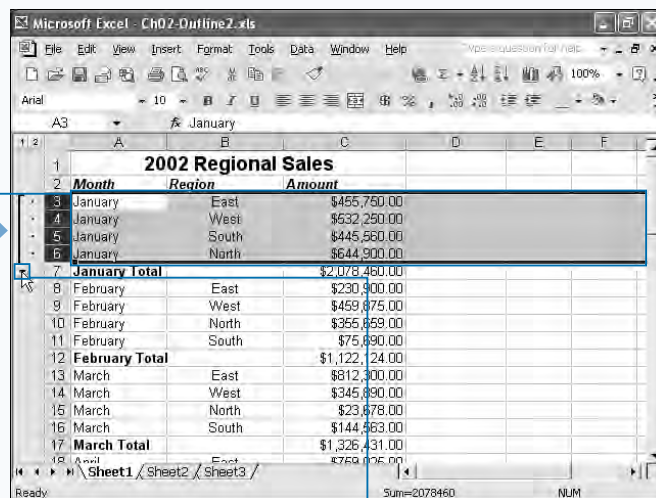 Microsoft Excel - Ch02-Outline2.xls
File Edit View Insert Format Tools Data Window Help Type a question for help
100%
Arial 10 B I U
A3 fx January
1 2 A B C D E F
1 2002 Regional Sales
2 Month Region Amount
3 January East $455,750.00
4 January West $532,250.00
5 January South $445,560.00
6 January North $644,900.00
7 January Total $2,078,460.00
8 February East $230,900.00
9 February West $459,875.00
10 February North $355,659.00
11 February South $75,690.00
12 February Total $1,122,124.00
13 March East $812,300.00
14 March West $345,890.00
15 March North $23,678.00
16 March South $144,563.00
17 March Total $1,326,431.00
18 April East
Sheet1 Sheet2 Sheet3
Ready Sum=2078460 NUM